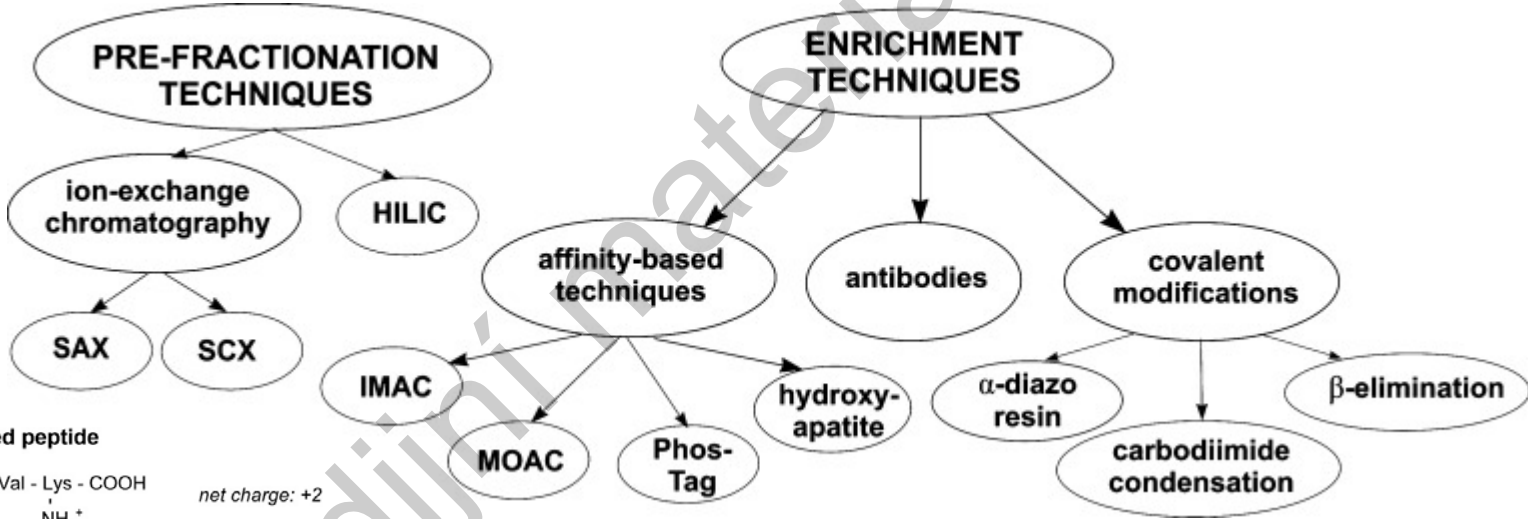 PRE-FRACTIONATION
TECHNIQUES
ion-exchange
chromatography
HILIC
SAX
SCX
ENRICHMENT
TECHNIQUES
affinity-based
techniques
antibodies
covalent
modifications
IMAC
MOAC
Phos-
Tag
hydroxy-
apatite
α-diazo
resin
carbodiimide
condensation
β-elimination
peptide
Val - Lys - COOH
net charge: +2